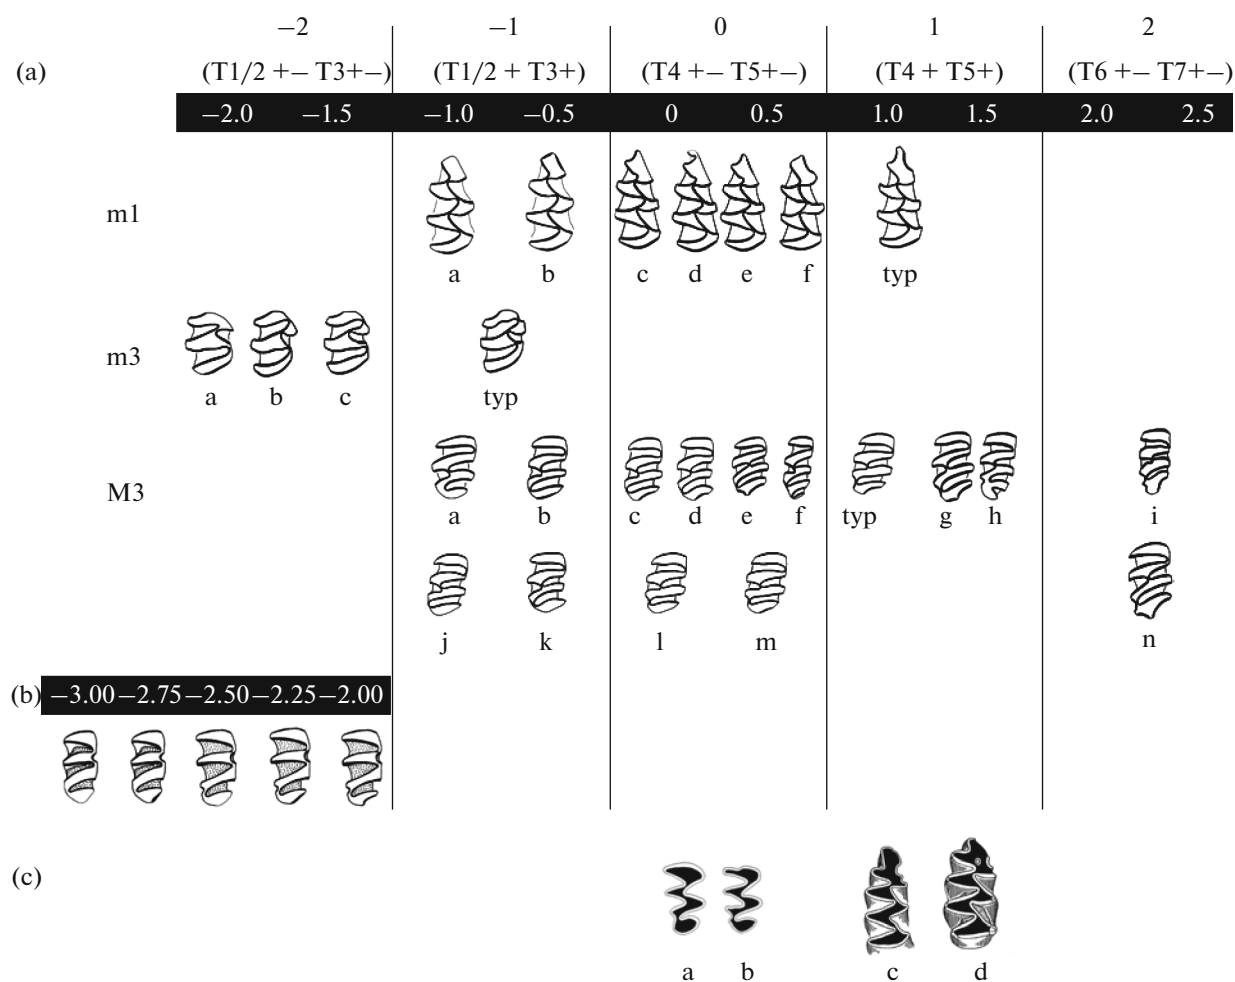 −2 −1 0 1 2
(a) (T1/2 +− T3+−) (T1/2 + T3+) (T4 +− T5+−) (T4 + T5+) (T6 +− T7+−)
−2.0 −1.5 −1.0 −0.5 0 0.5 1.0 1.5 2.0 2.5
m1
a b c d e f typ
m3
a b c typ
M3
a b c d e f typ g h i
j k l m n
(b) −3.00 −2.75 −2.50 −2.25 −2.00
(c)
a b c d